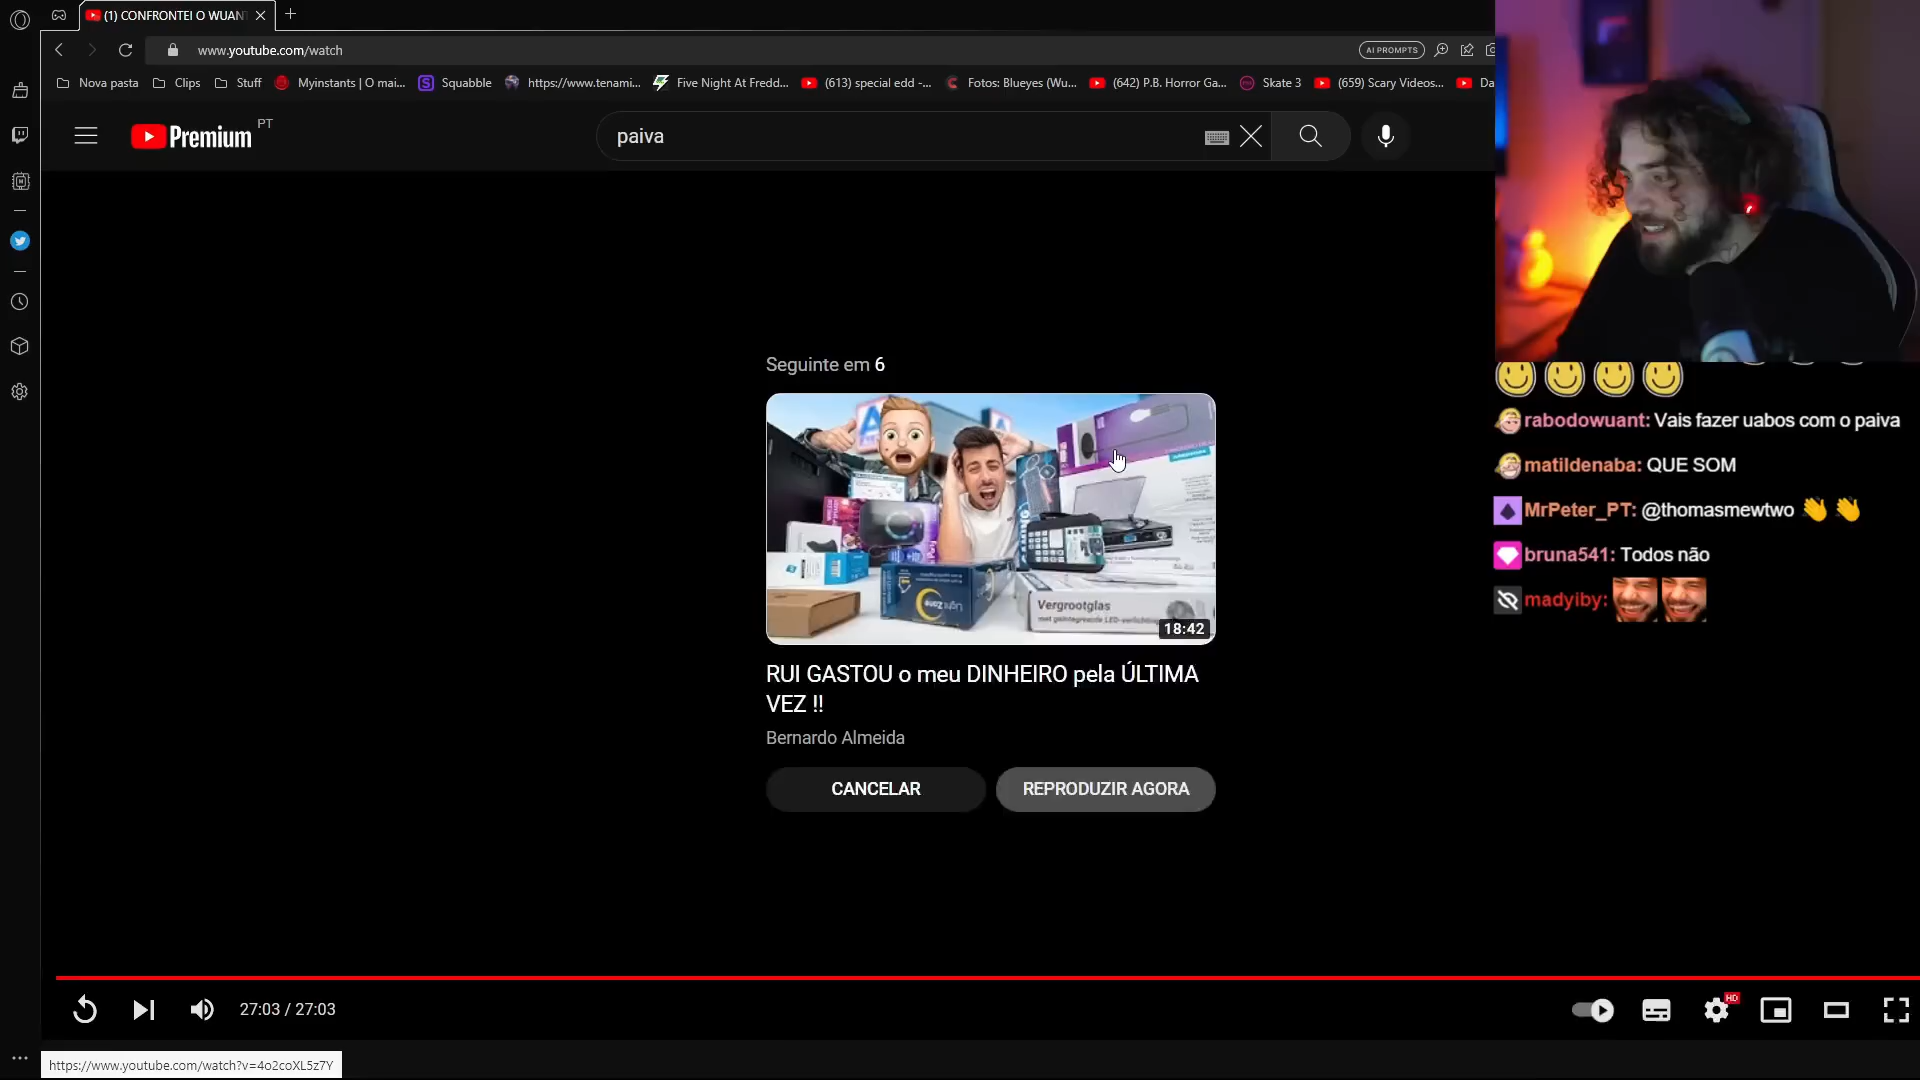 (1) CONFRONTEI O WUAN
www.youtube.com/watch
AI PROMPTS
Nova pasta
Clips
Stuff
Myinstants | O mai...
Squabble
https://www.tenami...
Five Night At Fredd...
(613) special edd -...
Fotos: Blueyes (Wu...
(642) P.B. Horror Ga...
Skate 3
(659) Scary Videos...
Da
Premium
PT
paiva
Seguinte em 6
Vergrootglas
18:42
RUI GASTOU o meu DINHEIRO pela ÚLTIMA
VEZ !!
Bernardo Almeida
CANCELAR
REPRODUZIR AGORA
rabodowuant: Vais fazer uabos com o paiva
matildenaba: QUE SOM
MrPeter_PT: @thomasmewtwo
bruna541: Todos não
madyiby:
27:03 / 27:03
HD
https://www.youtube.com/watch?v=4o2coXL5z7Y